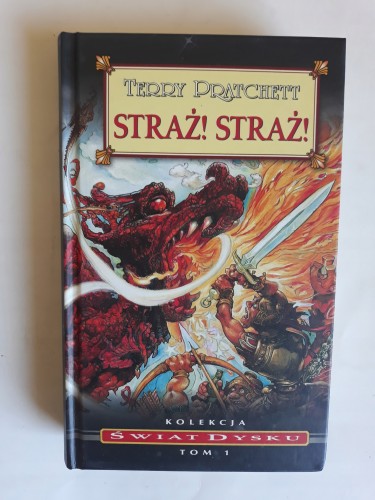 TERRY PRATCHETT
STRAŻ! STRAŻ!
KOLEKCJA
ŚWIAT DYSKU
TOM 1